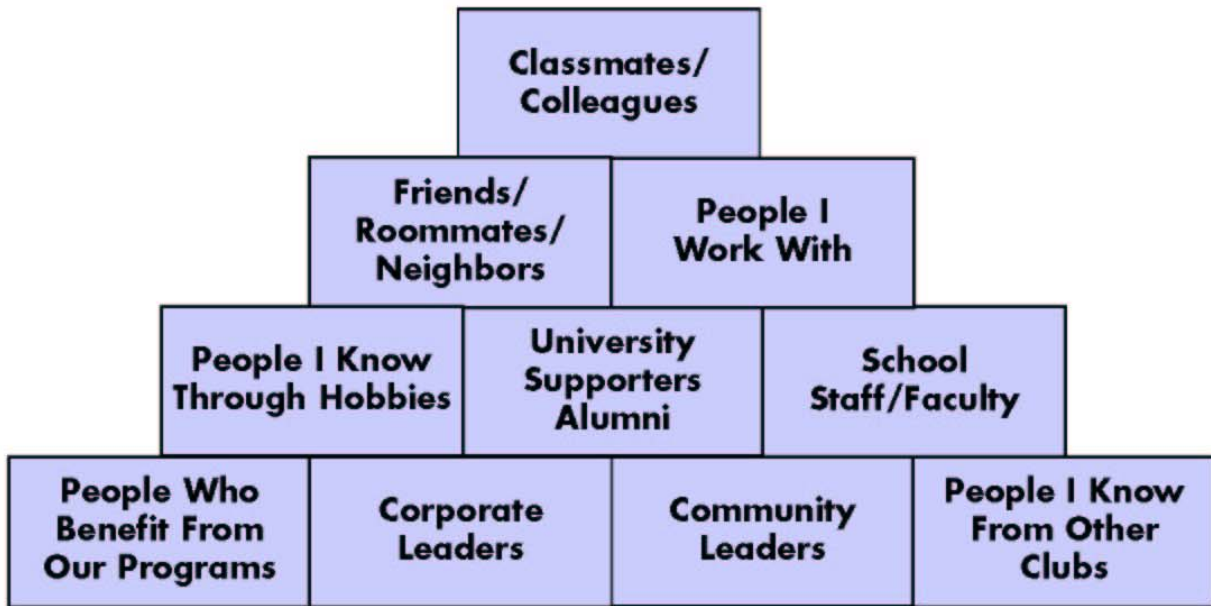 Classmates/
Colleagues
Friends/
Roommates/
Neighbors
People I
Work With
People I Know
Through Hobbies
University
Supporters
Alumni
School
Staff/Faculty
People Who
Benefit From
Our Programs
Corporate
Leaders
Community
Leaders
People I Know
From Other
Clubs